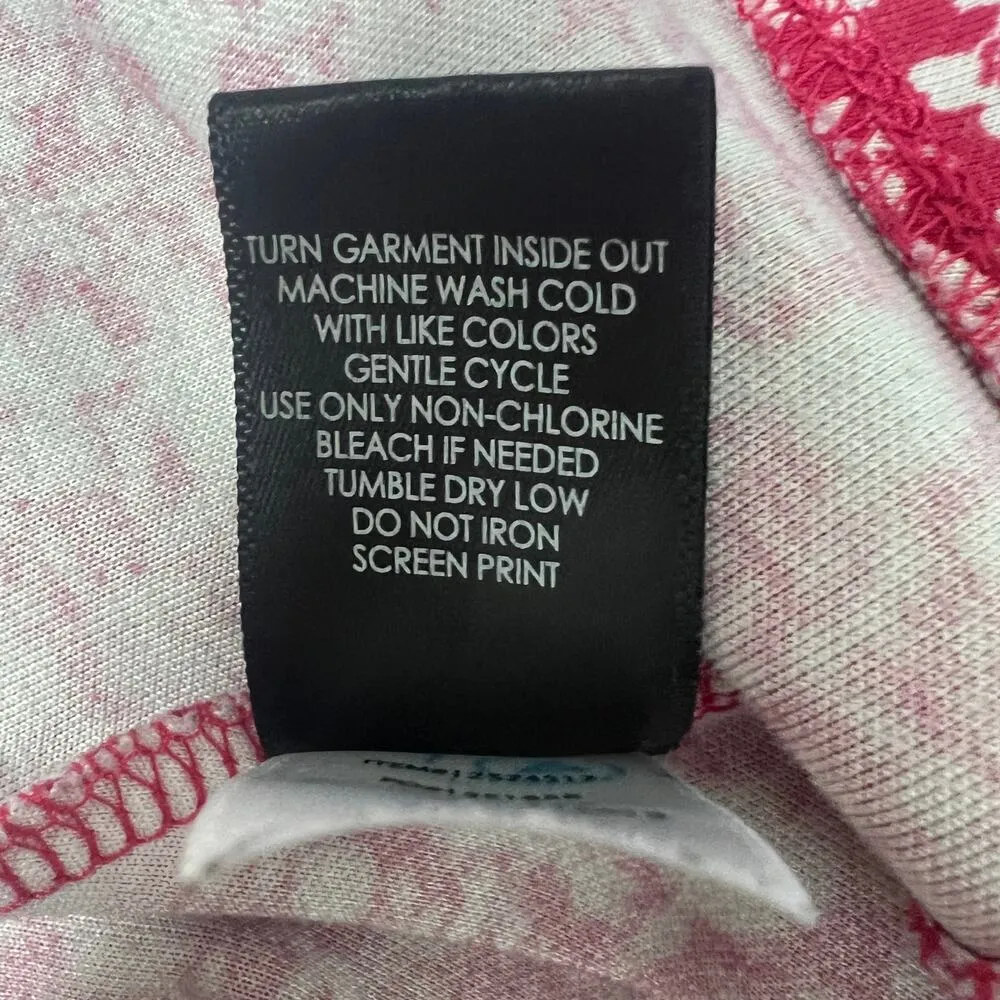 TURN GARMENT INSIDE OUT
MACHINE WASH COLD
WITH LIKE COLORS
GENTLE CYCLE
USE ONLY NON-CHLORINE
BLEACH IF NEEDED
TUMBLE DRY LOW
DO NOT IRON
SCREEN PRINT